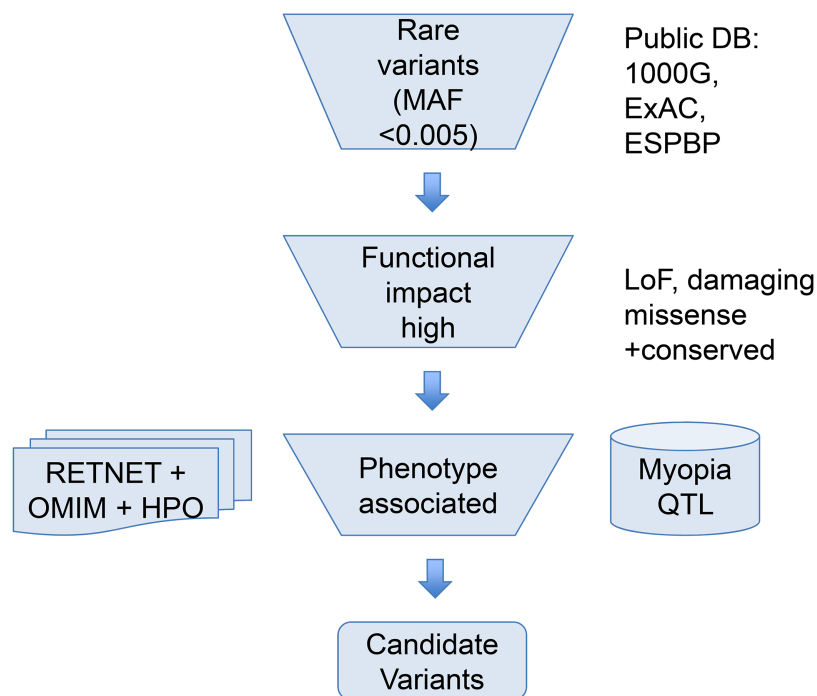 Rare
variants
(MAF
<0.005)
Public DB:
1000G,
ExAC,
ESPBP
Functional
impact
high
LoF, damaging
missense
+conserved
RETNET +
OMIM + HPO
Phenotype
associated
Myopia
QTL
Candidate
Variants